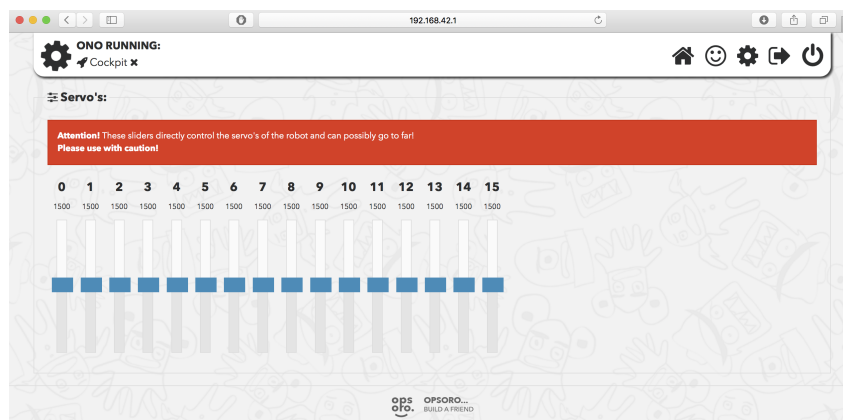 192.168.42.1
ONO RUNNING:
Cockpit
Servo's:
Attention! These sliders directly control the servo's of the robot and can possibly go to far!
Please use with caution!
0 1 2 3 4 5 6 7 8 9 10 11 12 13 14 15
1500 1500 1500 1500 1500 1500 1500 1500 1500 1500 1500 1500 1500 1500 1500 1500
ops
oro.
OPSORO...
BUILD A FRIEND